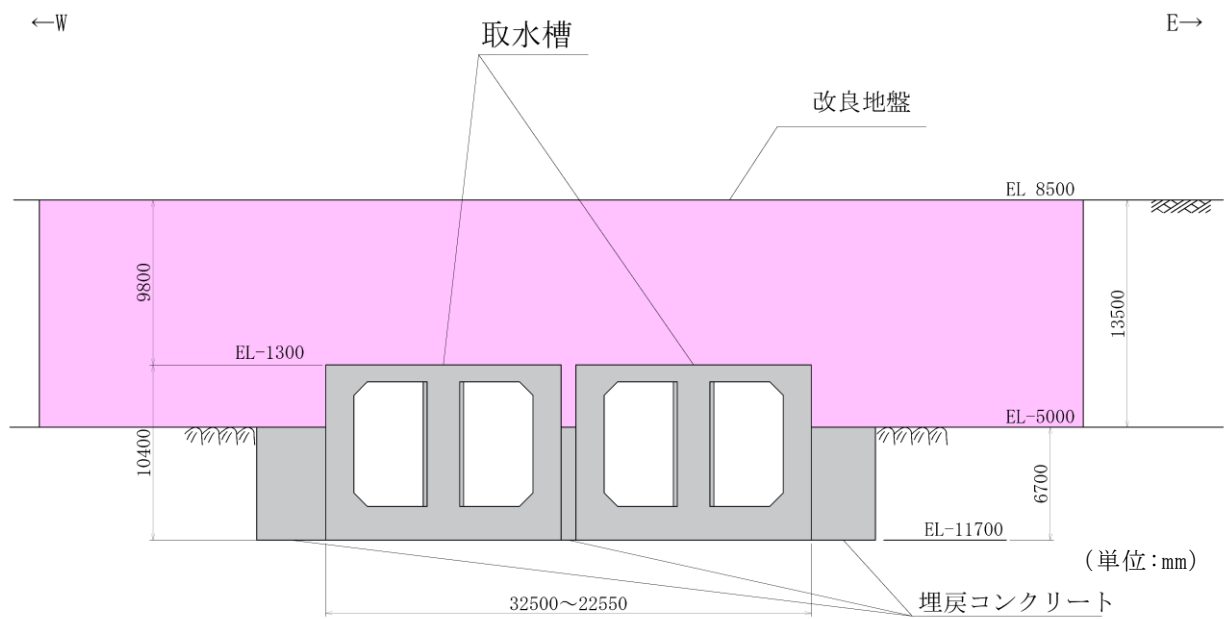 ←W
E→
取水槽
改良地盤
EL 8500
9800
13500
EL-1300
EL-5000
10400
6700
EL-11700
(単位:mm)
32500～22550
埋戻コンクリート